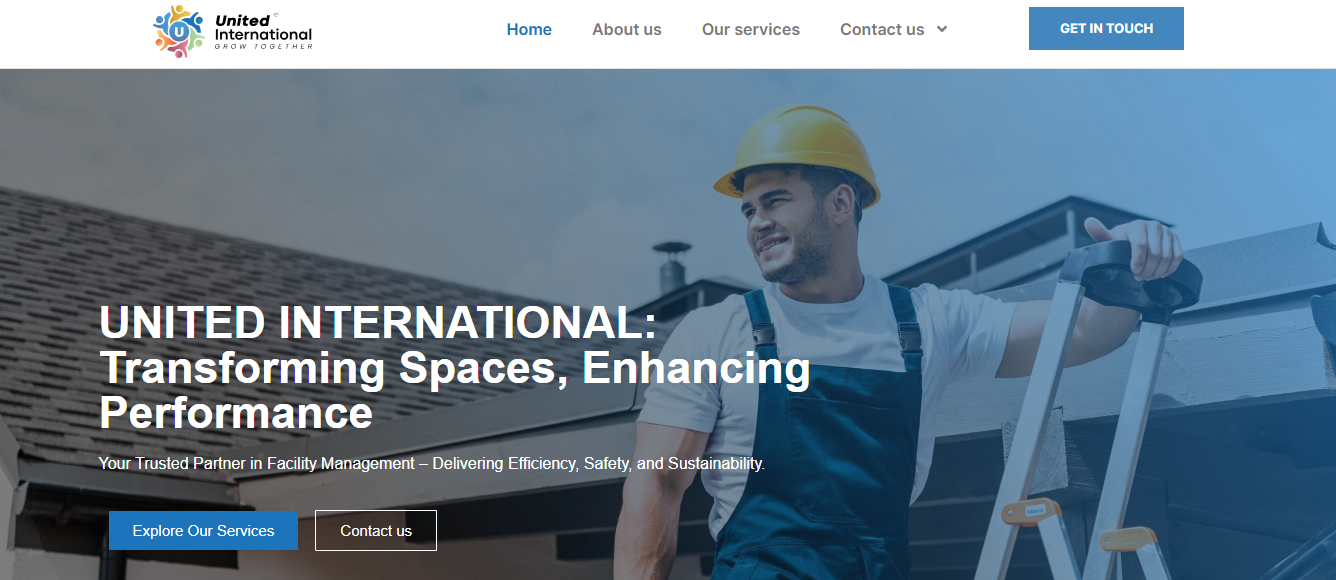 United ©
International
GROW TOGETHER
U
Home
About us
Our services
Contact us
GET IN TOUCH
UNITED INTERNATIONAL:
Transforming Spaces, Enhancing
Performance
Your Trusted Partner in Facility Management – Delivering Efficiency, Safety, and Sustainability.
Explore Our Services
Contact us